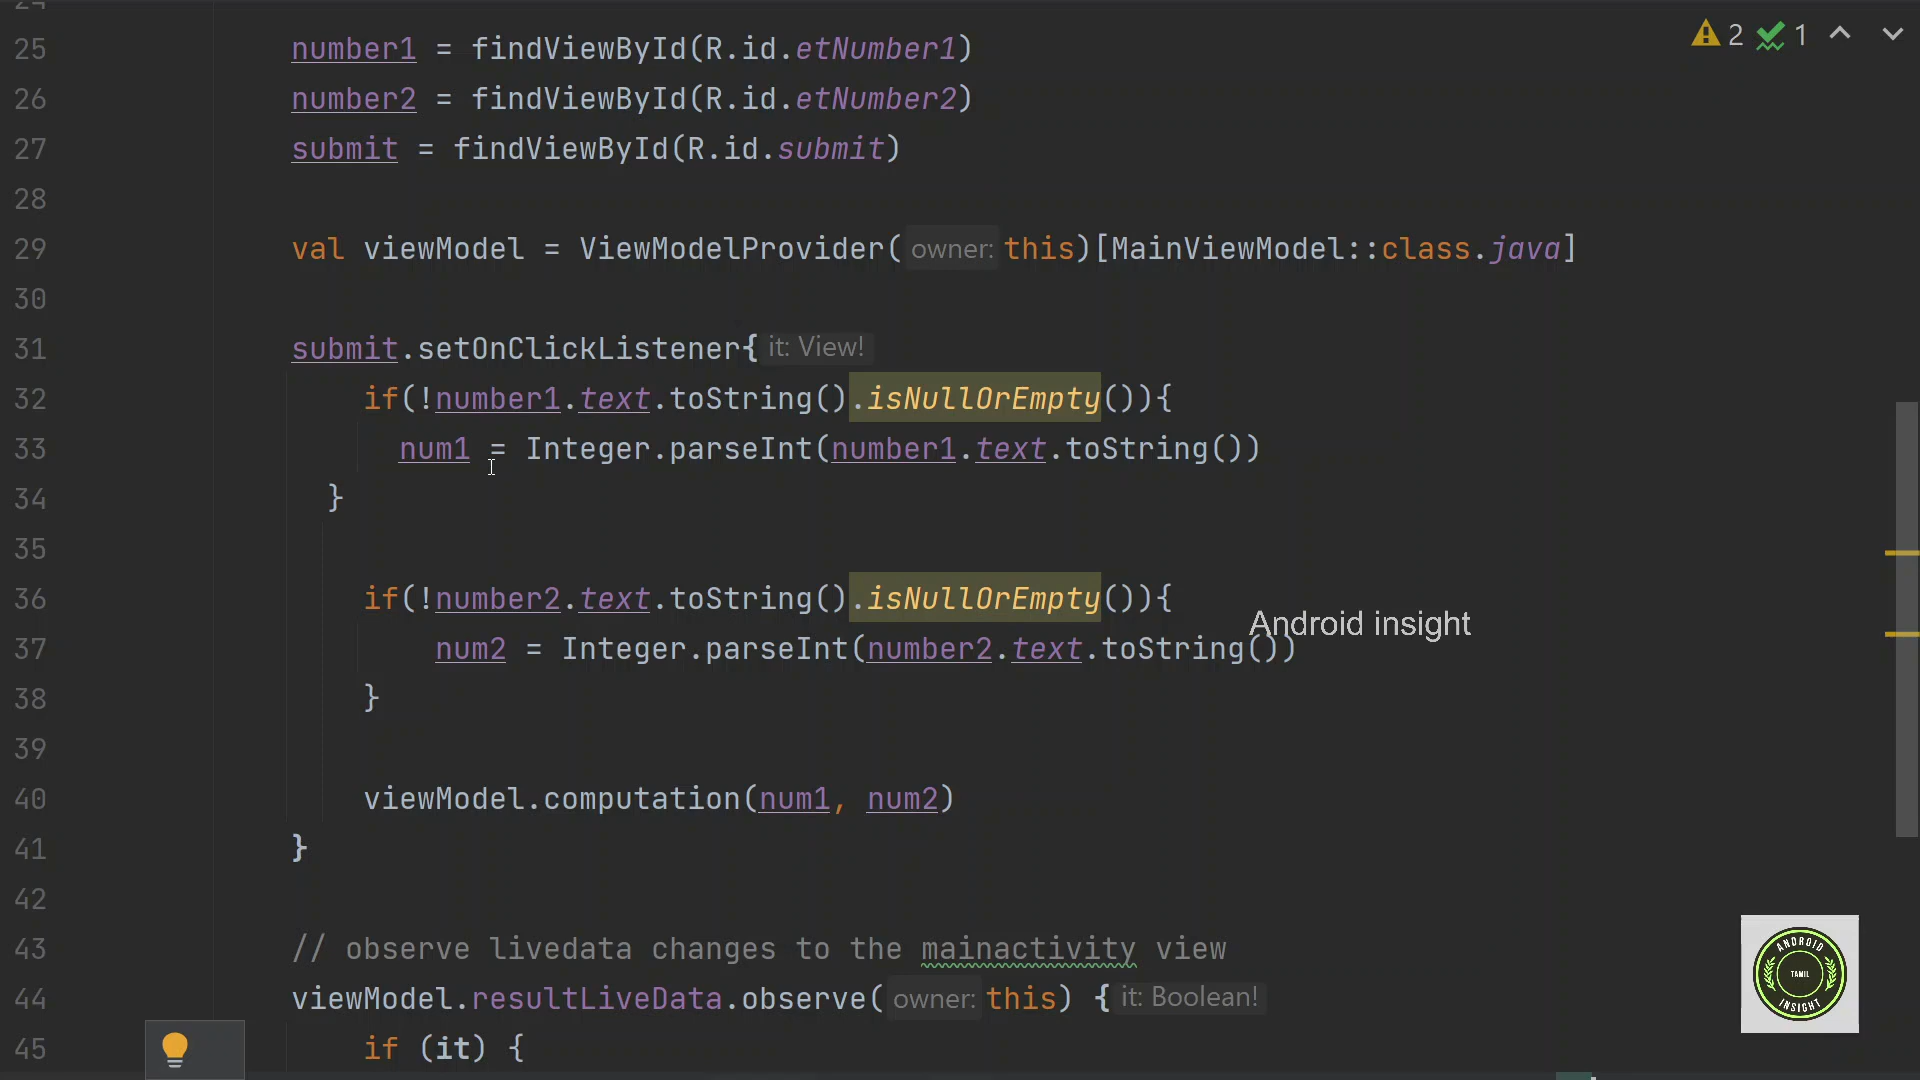 25 number1 = findViewById(R.id.etNumber1)
26 number2 = findViewById(R.id.etNumber2)
27 submit = findViewById(R.id.submit)
28
29 val viewModel = ViewModelProvider( owner: this)[MainViewModel::class.java]
30
31 submit.setOnClickListener{ it: View!
32 if(!number1.text.toString().isNullOrEmpty()){
33 num1 = Integer.parseInt(number1.text.toString())
34 }
35
36 if(!number2.text.toString().isNullOrEmpty()){
Android insight
37 num2 = Integer.parseInt(number2.text.toString())
38 }
39
40 viewModel.computation(num1, num2)
41 }
42
43 // observe livedata changes to the mainactivity view
44 viewModel.resultLiveData.observe( owner: this) { it: Boolean!
45 if (it) {
2 1
ANDROID
TAMIL
INSIGHT